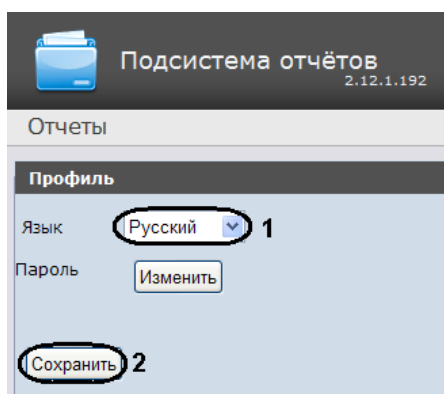 Подсистема отчётов
2.12.1.192
Отчеты
Профиль
Язык Русский 1
Пароль Изменить
Сохранить 2